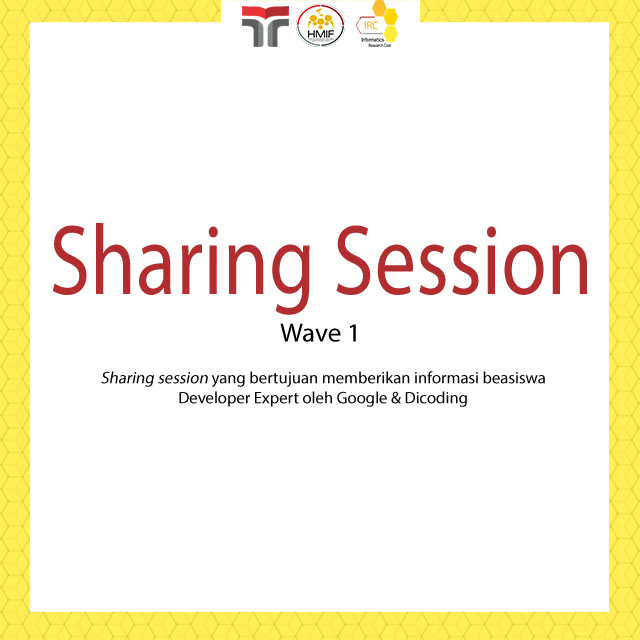 HMIF
IRC
Informatics
Research Club
Sharing Session
Wave 1
Sharing session yang bertujuan memberikan informasi beasiswa
Developer Expert oleh Google & Dicoding